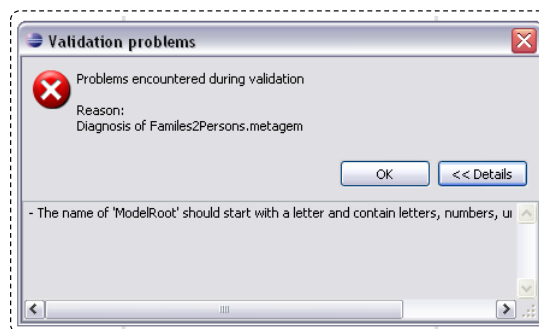 Validation problems
Problems encountered during validation
Reason:
Diagnosis of Familes2Persons.metagem
OK
<< Details
- The name of 'ModelRoot' should start with a letter and contain letters, numbers,